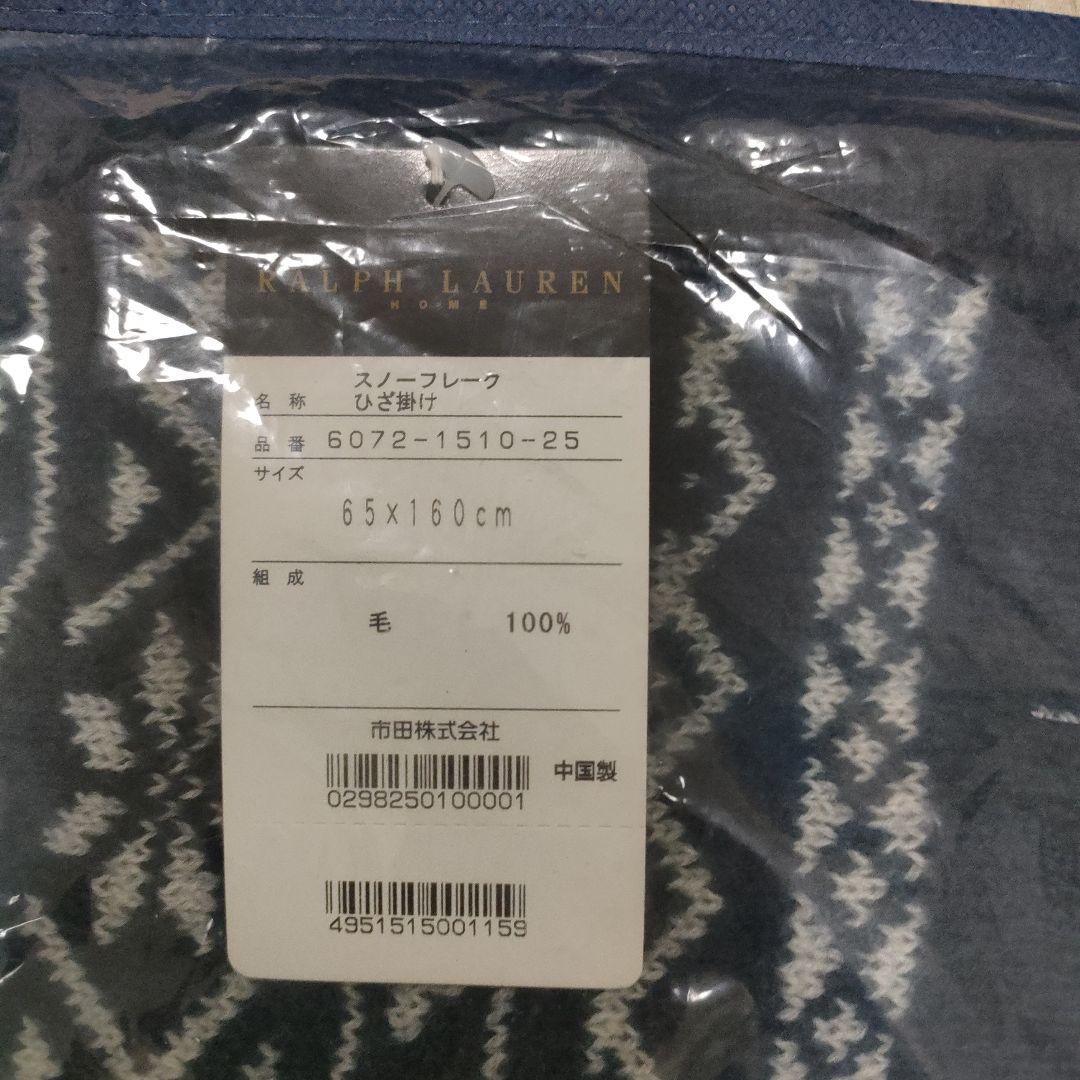 RALPH LAUREN
HOME
名 称 スノーフレーク
ひざ掛け
品 番 6072-1510-25
サイズ
65×160cm
組 成
毛 100%
市田株式会社
中国製
0298250100001
4951515001159